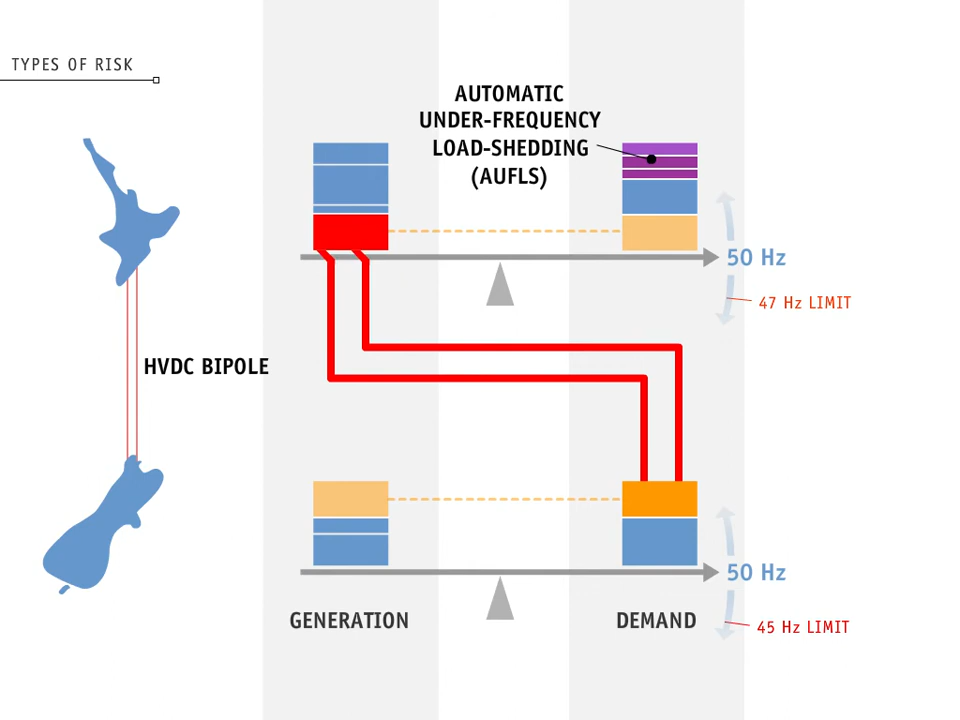 TYPES OF RISK
AUTOMATIC
UNDER-FREQUENCY
LOAD-SHEDDING
(AUFLS)
50 Hz
47 Hz LIMIT
HVDC BIPOLE
50 Hz
GENERATION
DEMAND
45 Hz LIMIT